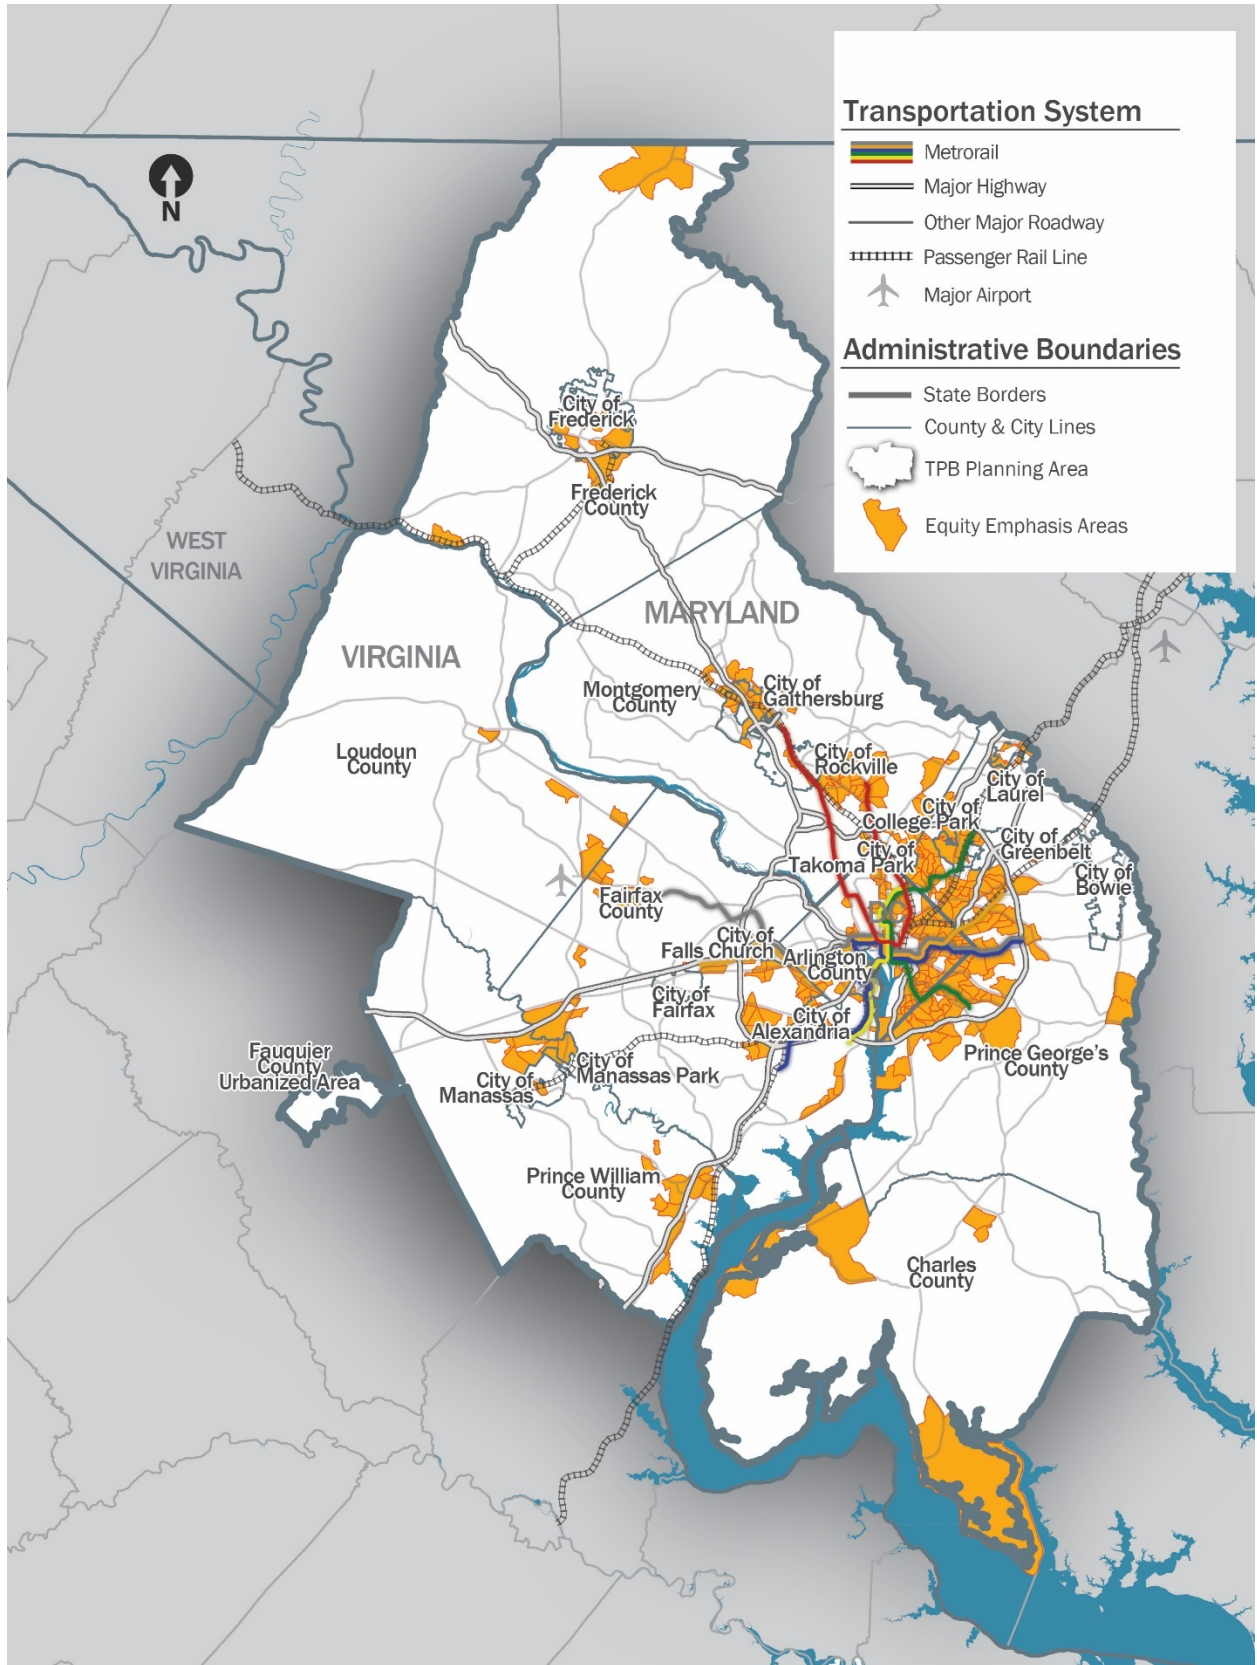 Transportation System
Metrorail
Major Highway
Other Major Roadway
Passenger Rail Line
Major Airport
Administrative Boundaries
State Borders
County & City Lines
TPB Planning Area
Equity Emphasis Areas
N
City of
Frederick
Frederick
County
WEST
VIRGINIA
MARYLAND
VIRGINIA
Montgomery
County
City of
Gaithersburg
Loudoun
County
City of
Rockville
City of
Laurel
City of
College Park
City of
Greenbelt
City of
Takoma Park
City of
Bowie
Fairfax
County
DC
City of
Falls Church
Arlington
County
City of
Fairfax
City of
Alexandria
Prince George's
County
Fauquier
County
Urbanized Area
City of
Manassas Park
City of
Manassas
Prince William
County
Charles
County